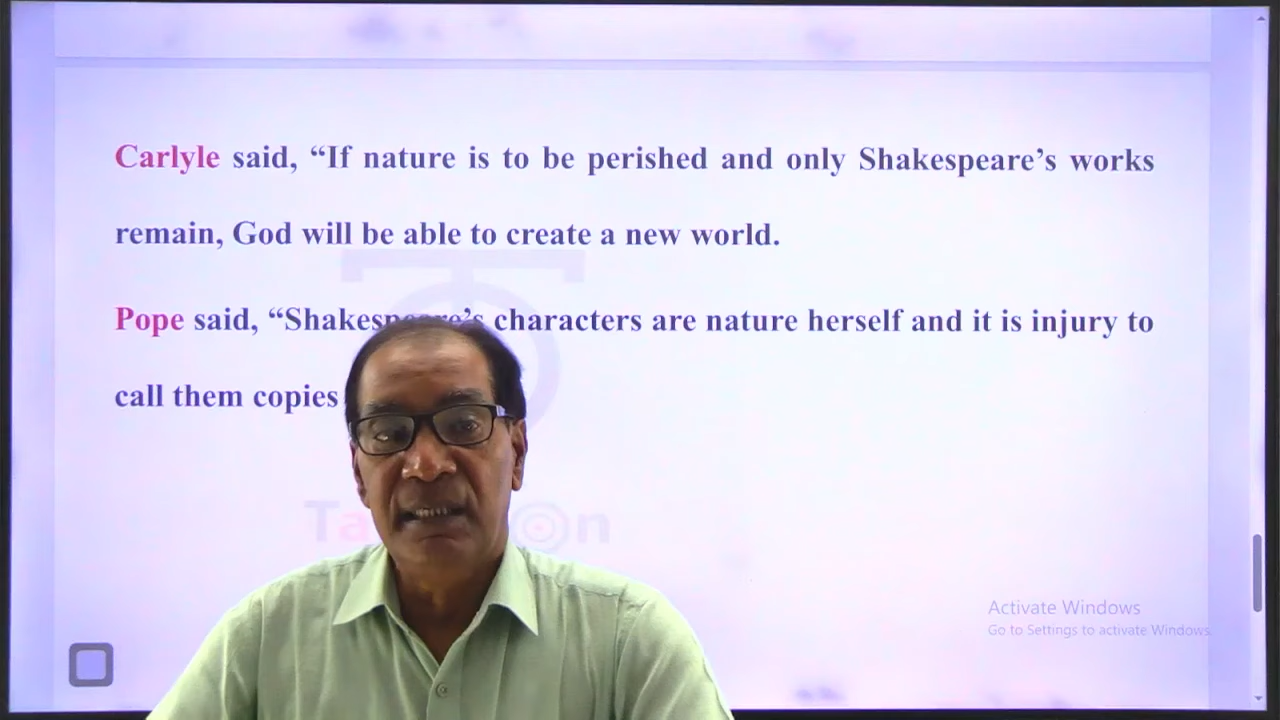 Carlyle said, “If nature is to be perished and only Shakespeare’s works
remain, God will be able to create a new world.
Pope said, “Shakespeare’s characters are nature herself and it is injury to
call them copies
Activate Windows
Go to Settings to activate Windows.